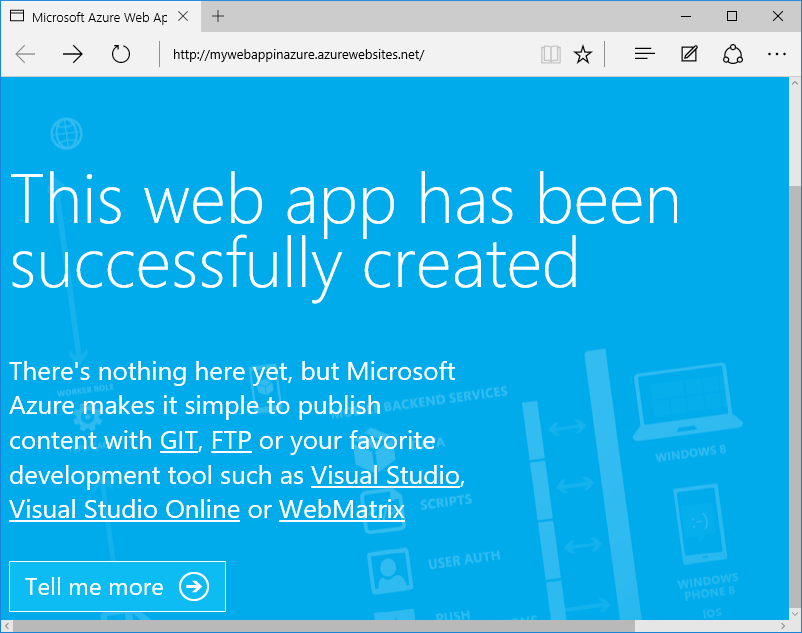 Microsoft Azure Web Ap
http://mywebappinazure.azurewebsites.net/
This web app has been
successfully created
There's nothing here yet, but Microsoft
Azure makes it simple to publish
content with GIT, FTP or your favorite
development tool such as Visual Studio,
Visual Studio Online or WebMatrix
Tell me more
WORKER ROLE
BACKEND SERVICES
SCRIPTS
USER AUTH
PUSH
WINDOWS 8
:-)
WINDOWS
PHONE 8
IOS